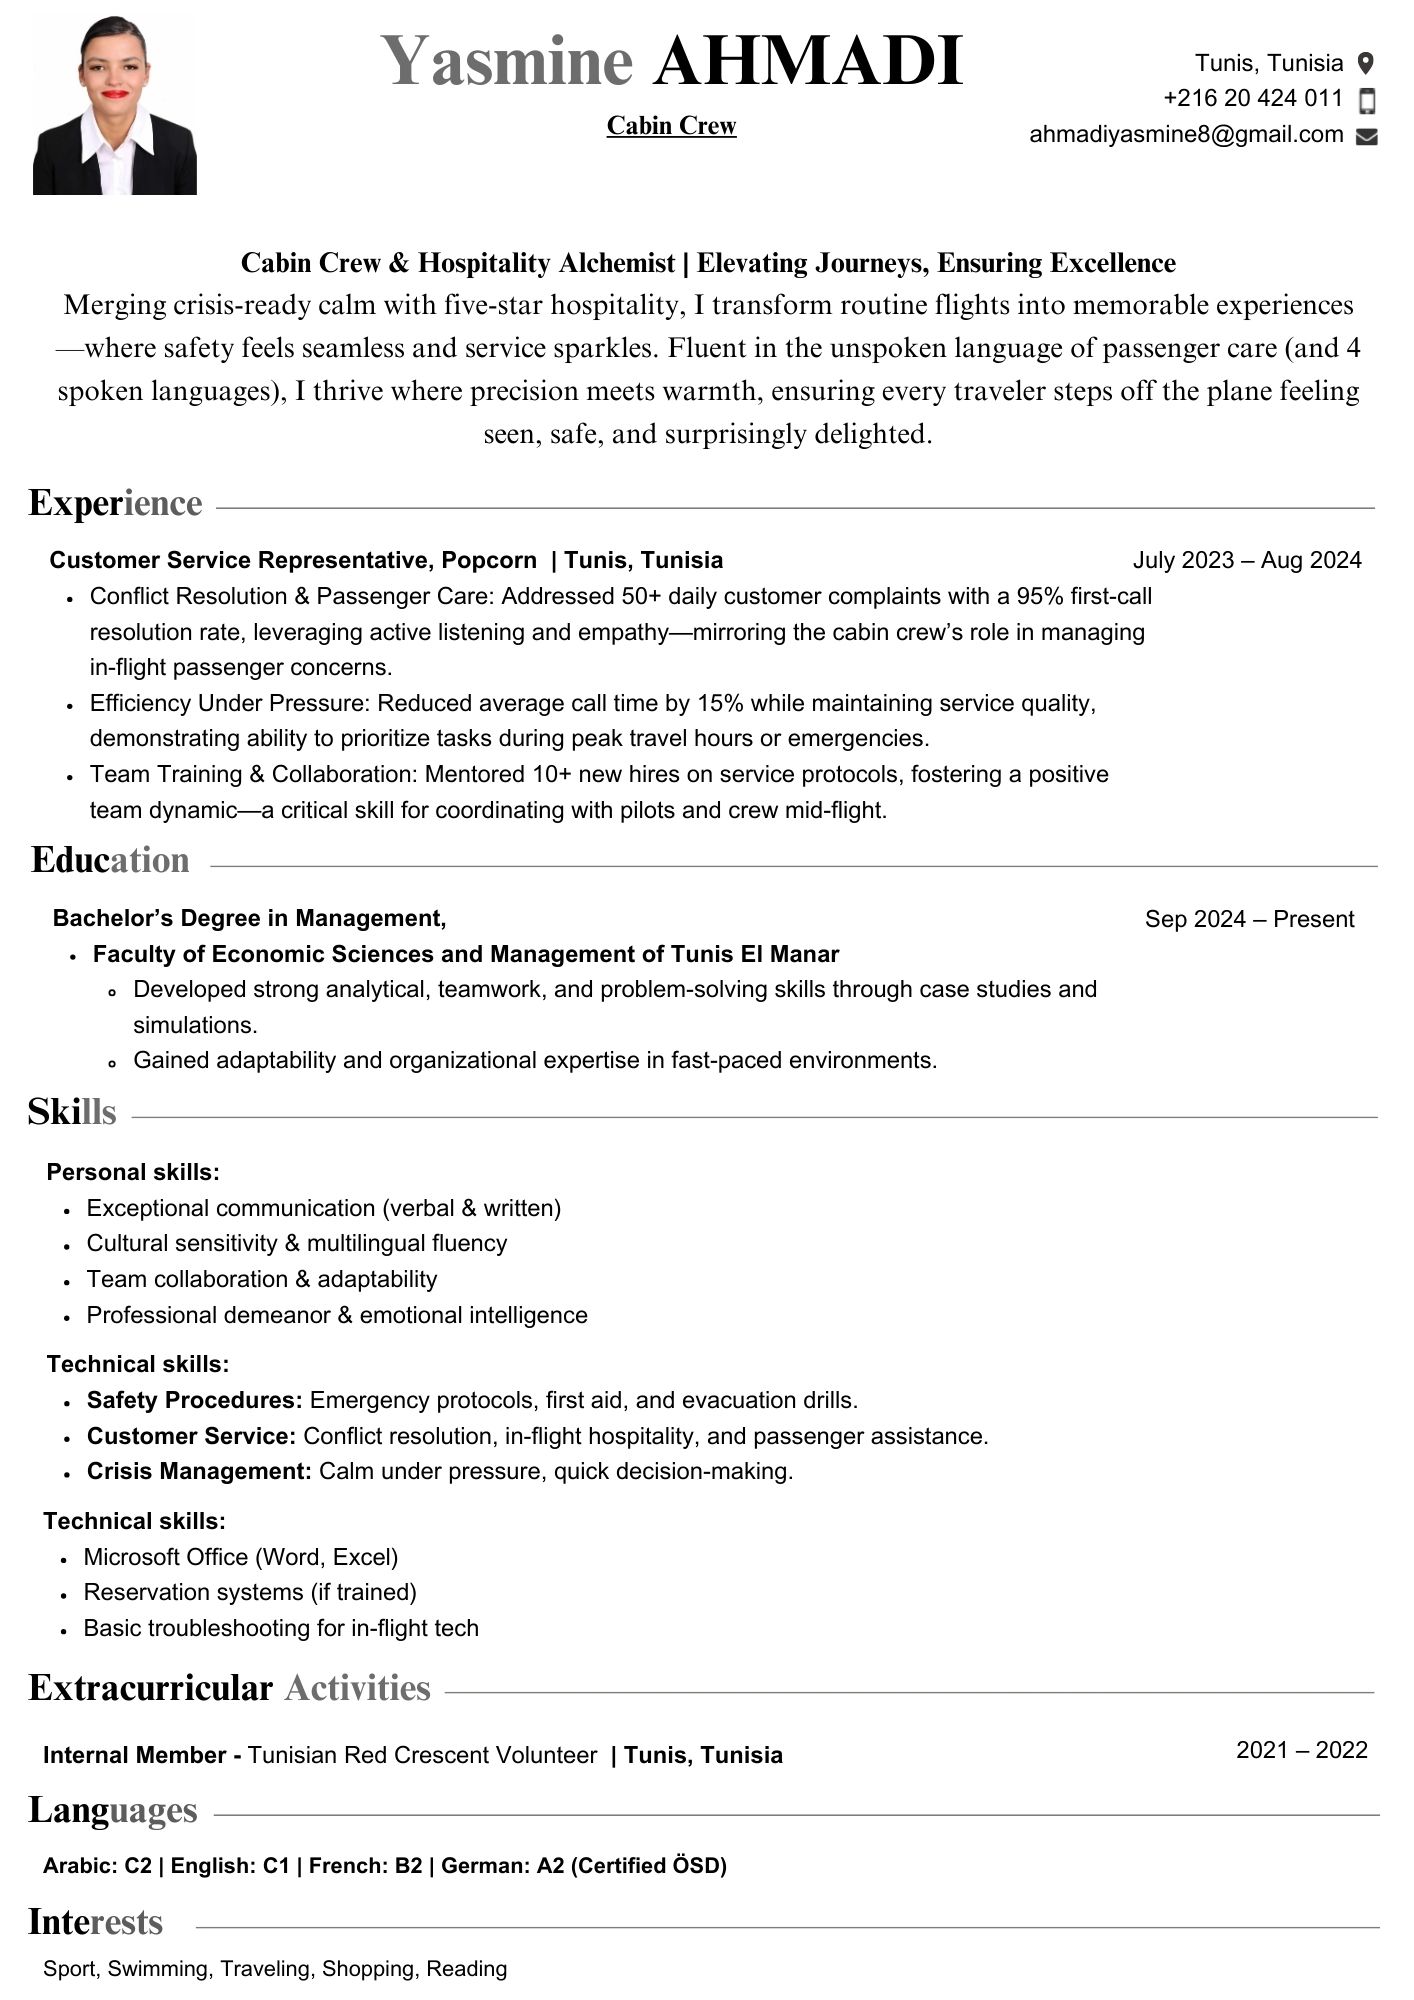 Yasmine AHMADI
Cabin Crew
Tunis, Tunisia
+216 20 424 011
ahmadiyasmine8@gmail.com
Cabin Crew & Hospitality Alchemist | Elevating Journeys, Ensuring Excellence
Merging crisis-ready calm with five-star hospitality, I transform routine flights into memorable experiences
—where safety feels seamless and service sparkles. Fluent in the unspoken language of passenger care (and 4
spoken languages), I thrive where precision meets warmth, ensuring every traveler steps off the plane feeling
seen, safe, and surprisingly delighted.
Experience
Customer Service Representative, Popcorn | Tunis, Tunisia July 2023 – Aug 2024
• Conflict Resolution & Passenger Care: Addressed 50+ daily customer complaints with a 95% first-call
resolution rate, leveraging active listening and empathy—mirroring the cabin crew’s role in managing
in-flight passenger concerns.
• Efficiency Under Pressure: Reduced average call time by 15% while maintaining service quality,
demonstrating ability to prioritize tasks during peak travel hours or emergencies.
• Team Training & Collaboration: Mentored 10+ new hires on service protocols, fostering a positive
team dynamic—a critical skill for coordinating with pilots and crew mid-flight.
Education
Bachelor’s Degree in Management, Sep 2024 – Present
• Faculty of Economic Sciences and Management of Tunis El Manar
◦ Developed strong analytical, teamwork, and problem-solving skills through case studies and
simulations.
◦ Gained adaptability and organizational expertise in fast-paced environments.
Skills
Personal skills:
• Exceptional communication (verbal & written)
• Cultural sensitivity & multilingual fluency
• Team collaboration & adaptability
• Professional demeanor & emotional intelligence
Technical skills:
• Safety Procedures: Emergency protocols, first aid, and evacuation drills.
• Customer Service: Conflict resolution, in-flight hospitality, and passenger assistance.
• Crisis Management: Calm under pressure, quick decision-making.
Technical skills:
• Microsoft Office (Word, Excel)
• Reservation systems (if trained)
• Basic troubleshooting for in-flight tech
Extracurricular Activities
Internal Member - Tunisian Red Crescent Volunteer | Tunis, Tunisia 2021 – 2022
Languages
Arabic: C2 | English: C1 | French: B2 | German: A2 (Certified ÖSD)
Interests
Sport, Swimming, Traveling, Shopping, Reading